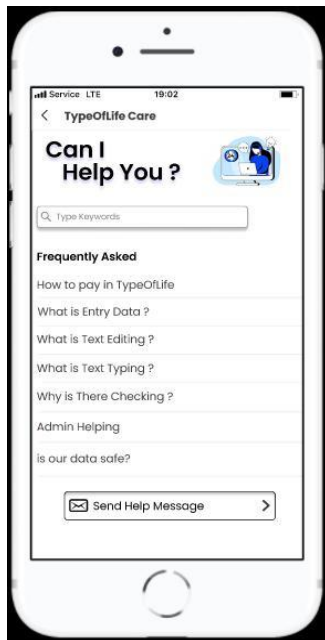 Service LTE 19:02
TypeOfLife Care
Can I
Help You ?
Type Keywords
Frequently Asked
How to pay in TypeOfLife
What is Entry Data ?
What is Text Editing ?
What is Text Typing ?
Why is There Checking ?
Admin Helping
is our data safe?
Send Help Message